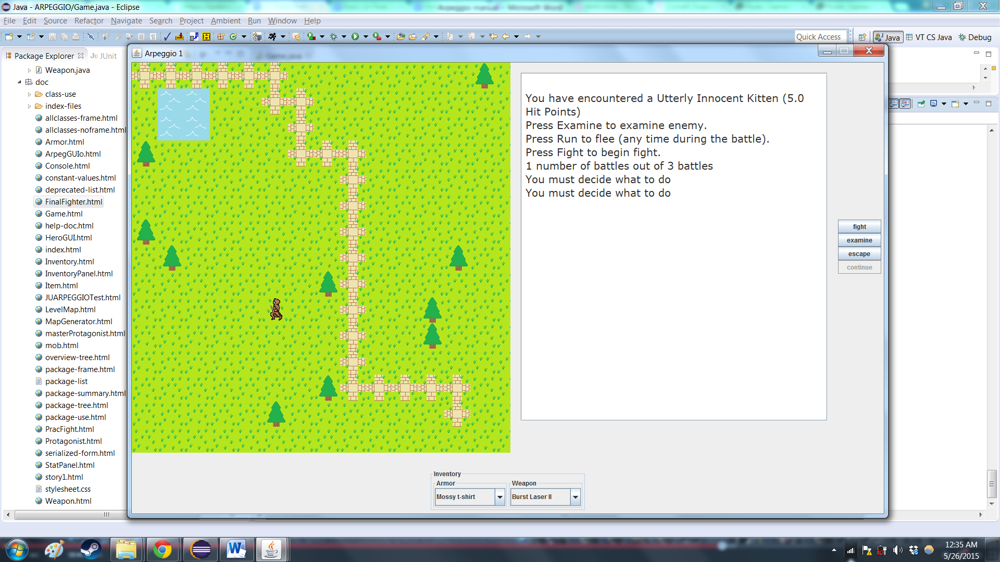 Java - ARPEGGIO/Game.java - Eclipse
File Edit Source Refactor Navigate Search Project Ambient Run Window Help
Quick Access
Java
VT CS Java
Debug
Package Explorer
JUnit
Weapon.java
doc
class-use
index-files
allclasses-frame.html
allclasses-noframe.html
Armor.html
ArpegGUIo.html
Console.html
constant-values.html
deprecated-list.html
FinalFighter.html
Game.html
help-doc.html
HeroGUI.html
index.html
Inventory.html
InventoryPanel.html
Item.html
JUARPEGGIOTest.html
LevelMap.html
MapGenerator.html
masterProtagonist.html
mob.html
overview-tree.html
package-frame.html
package-list
package-summary.html
package-tree.html
package-use.html
PracFight.html
Protagonist.html
serialized-form.html
StatPanel.html
story1.html
stylesheet.css
Weapon.html
Arpeggio 1
You have encountered a Utterly Innocent Kitten (5.0
Hit Points)
Press Examine to examine enemy.
Press Run to flee (any time during the battle).
Press Fight to begin fight.
1 number of battles out of 3 battles
You must decide what to do
You must decide what to do
fight
examine
escape
continue
Inventory
Armor
Weapon
Mossy t-shirt
Burst Laser II
12:35 AM
5/26/2015